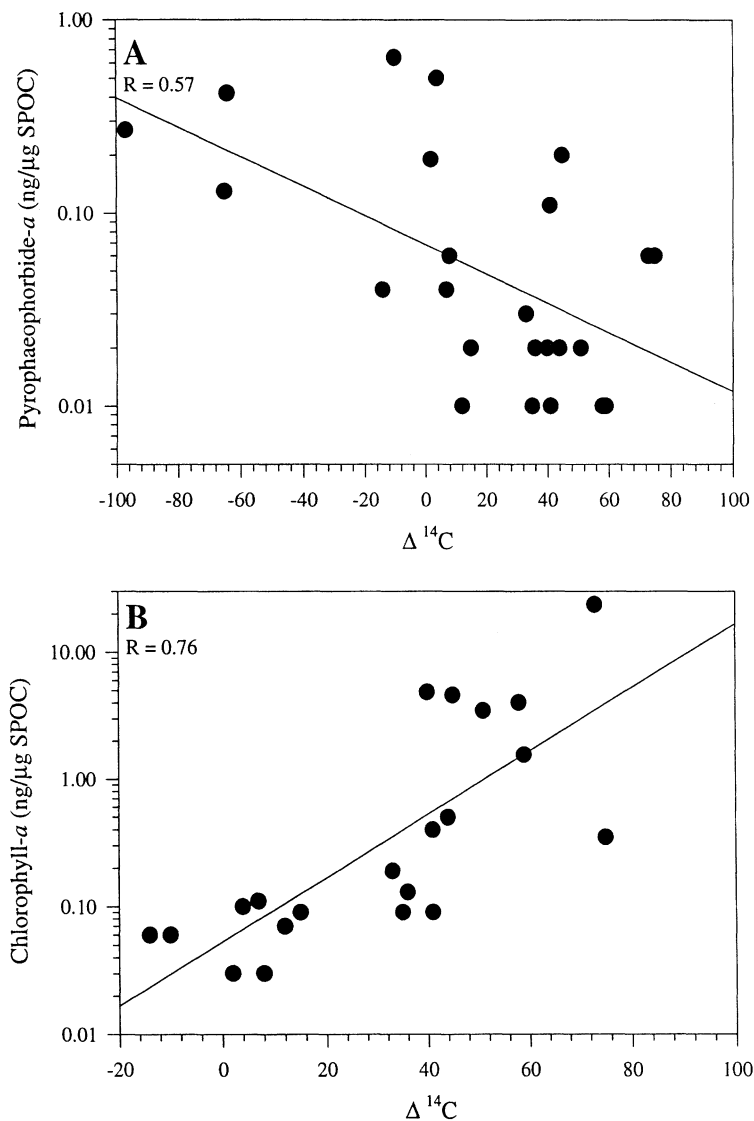 A
R = 0.57
Pyrophaeophorbide-a (ng/µg SPOC)
1.00
0.10
0.01
-100 -80 -60 -40 -20 0 20 40 60 80 100
Δ ¹⁴C
B
R = 0.76
Chlorophyll-a (ng/µg SPOC)
10.00
1.00
0.10
0.01
-20 0 20 40 60 80 100
Δ ¹⁴C